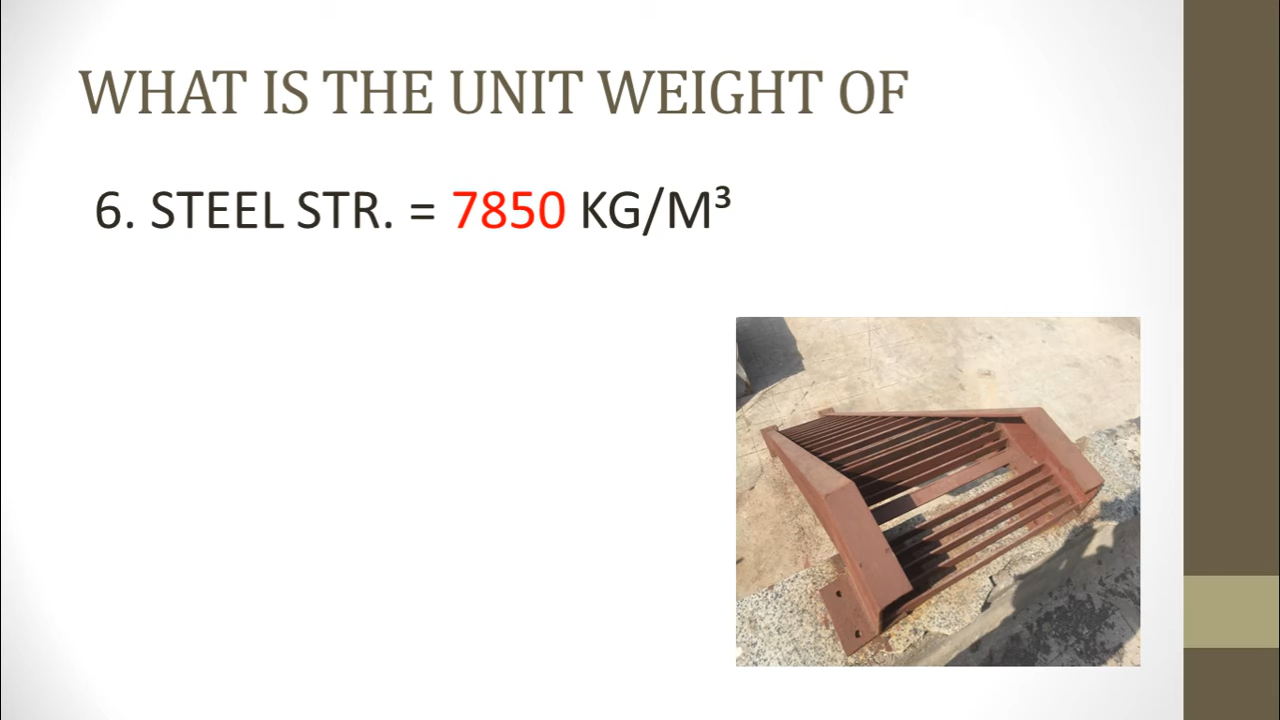 WHAT IS THE UNIT WEIGHT OF
6. STEEL STR. = 7850 KG/M³